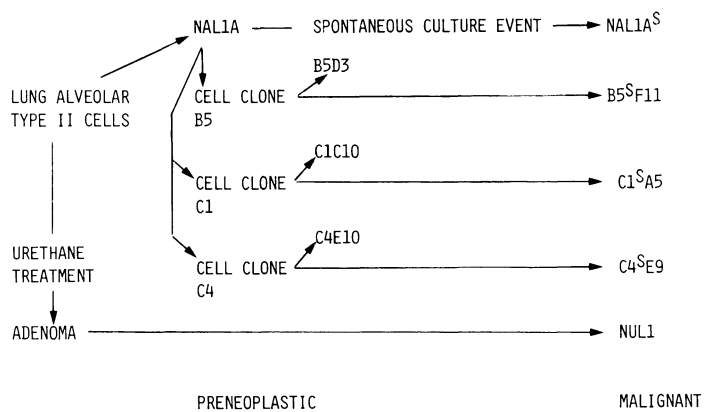 NAL1A SPONTANEOUS CULTURE EVENT NAL1A^S
B5D3
LUNG ALVEOLAR
TYPE II CELLS
CELL CLONE
B5
B5^SF11
C1C10
CELL CLONE
C1
C1^SA5
C4E10
URETHANE
TREATMENT
CELL CLONE
C4
C4^SE9
ADENOMA
NUL1
PRENEOPLASTIC MALIGNANT